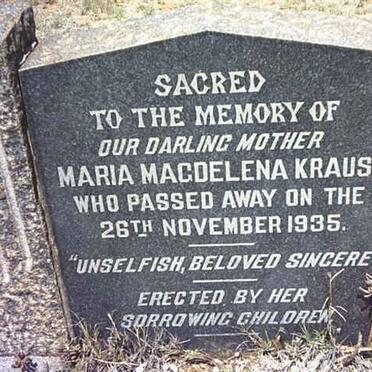 SACRED
TO THE MEMORY OF
OUR DARLING MOTHER
MARIA MAGDELENA KRAUS
WHO PASSED AWAY ON THE
26TH NOVEMBER 1935.
"UNSELFISH, BELOVED SINCERE
ERECTED BY HER
SORROWING CHILDREN